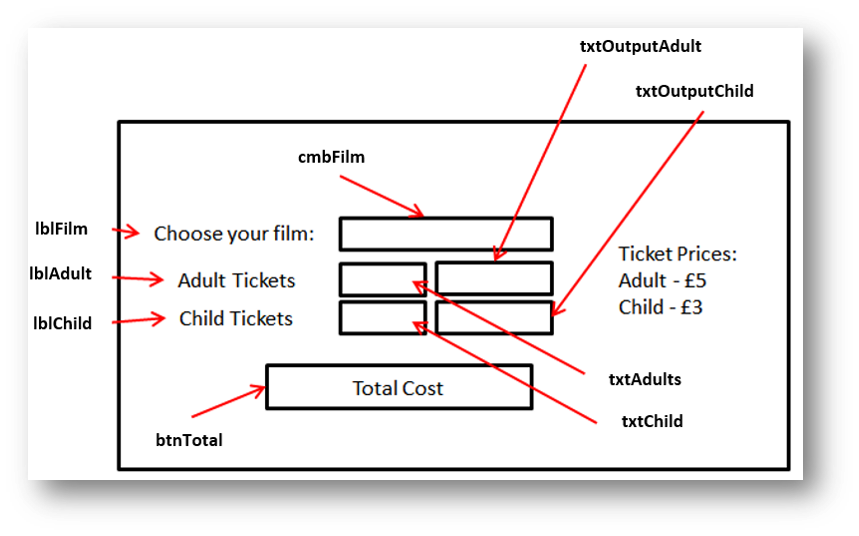 txtOutputAdult
txtOutputChild
cmbFilm
lblFilm
Choose your film:
lblAdult
Adult Tickets
lblChild
Child Tickets
Ticket Prices:
Adult - £5
Child - £3
Total Cost
txtAdults
txtChild
btnTotal